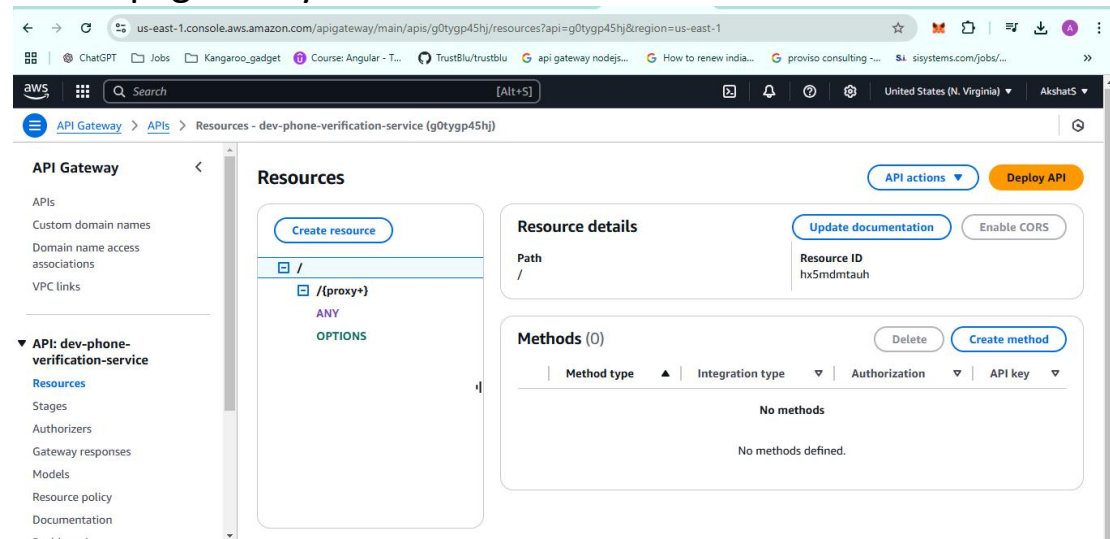 us-east-1.console.aws.amazon.com/apigateway/main/apis/g0tygp45hj/resources?api=g0tygp45hj&region=us-east-1
A
ChatGPT Jobs Kangaroo_gadget Course: Angular - T... TrustBlu/trustblu api gateway nodejs... How to renew india... proviso consulting -... sisystems.com/jobs/... »
aws Search [Alt+S] United States (N. Virginia) ▼ AkshatS ▼
API Gateway > APIs > Resources - dev-phone-verification-service (g0tygp45hj)
API Gateway
APIs
Custom domain names
Domain name access
associations
VPC links
▼ API: dev-phone-
verification-service
Resources
Stages
Authorizers
Gateway responses
Models
Resource policy
Documentation
Resources
API actions ▼
Deploy API
Create resource
/
/{proxy+}
ANY
OPTIONS
Resource details
Update documentation
Enable CORS
Path
/
Resource ID
hx5mdmtauh
Methods (0)
Delete
Create method
Method type ▲ Integration type ▽ Authorization ▽ API key ▽
No methods
No methods defined.